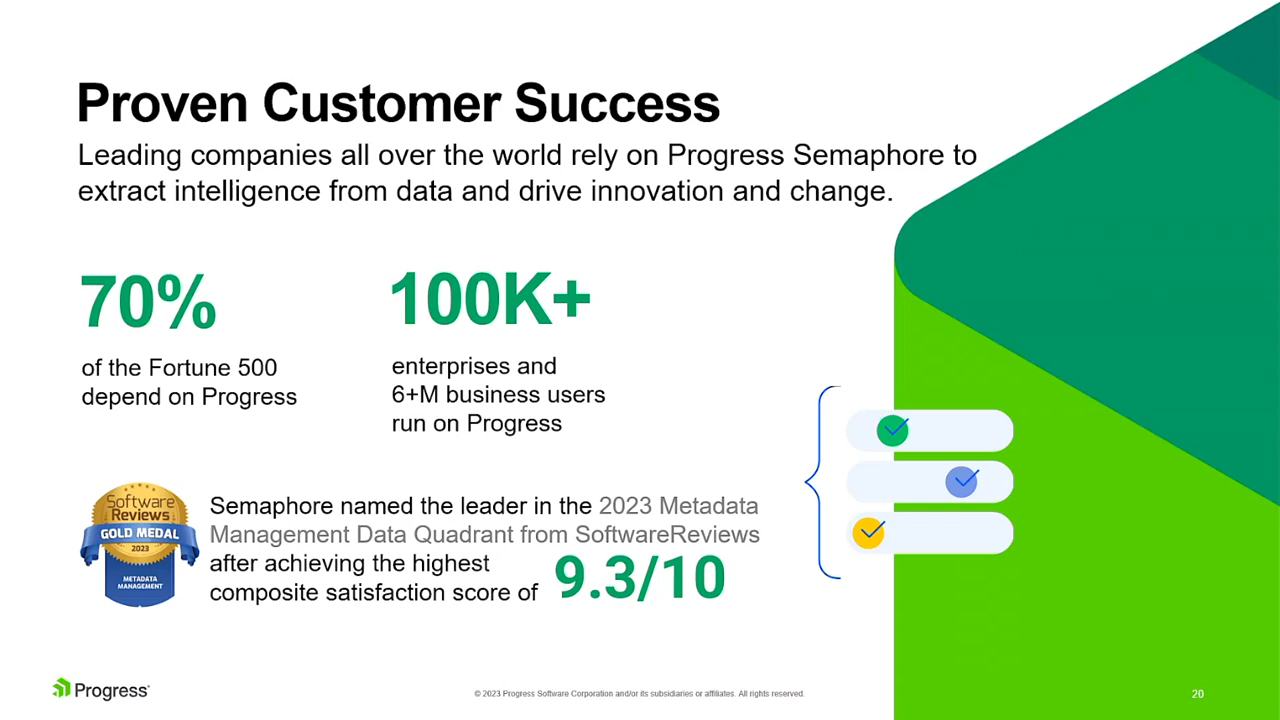 Proven Customer Success
Leading companies all over the world rely on Progress Semaphore to
extract intelligence from data and drive innovation and change.
70%
of the Fortune 500
depend on Progress
100K+
enterprises and
6+M business users
run on Progress
Software
Reviews
GOLD MEDAL
2023
METADATA
MANAGEMENT
Semaphore named the leader in the 2023 Metadata
Management Data Quadrant from SoftwareReviews
after achieving the highest
composite satisfaction score of 9.3/10
Progress®
© 2023 Progress Software Corporation and/or its subsidiaries or affiliates. All rights reserved.
20